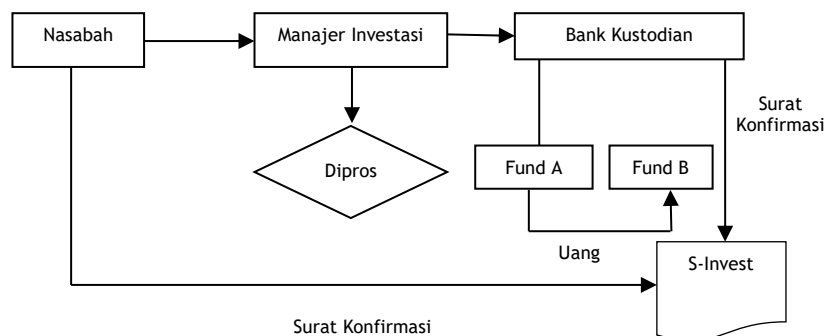 Nasabah
Manajer Investasi
Bank Kustodian
Surat
Konfirmasi
Dipros
Fund A
Fund B
Uang
S-Invest
Surat Konfirmasi